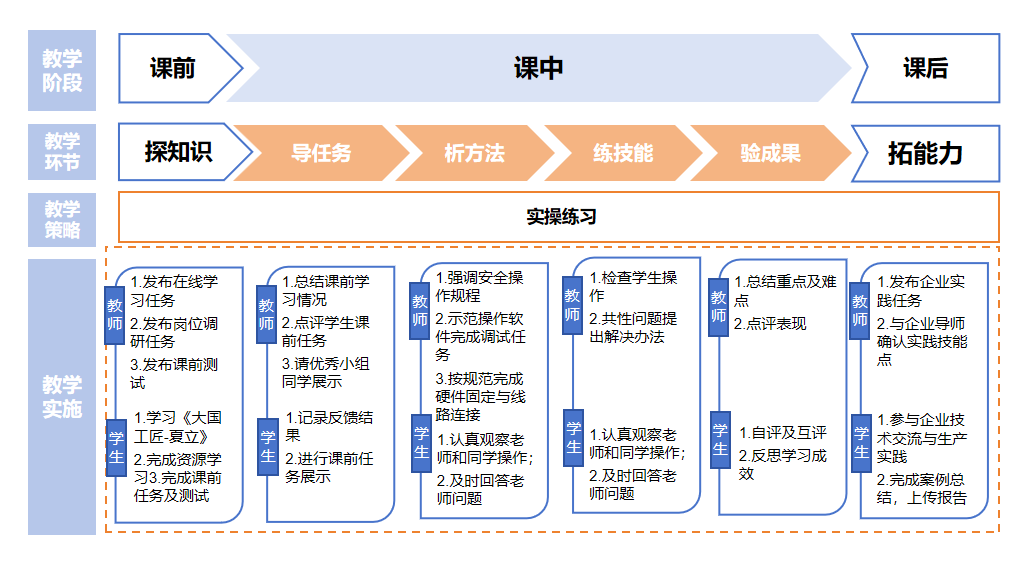 教学
阶段
课前
课中
课后
教学
环节
探知识
导任务
析方法
练技能
验成果
拓能力
教学
策略
实操练习
教学
实施
教师
1.发布在线学
习任务
2.发布岗位调
研任务
3.发布课前测
试
学生
1.学习《大国
工匠-夏立》
2.完成资源学
习3.完成课前
任务及测试
教师
1.总结课前学
习情况
2.点评学生课
前任务
3.请优秀小组
同学展示
学生
1.记录反馈结
果
2.进行课前任
务展示
教师
1.强调安全操
作规程
2.示范操作软
件完成调试任
务
3.按规范完成
硬件固定与线
路连接
学生
1.认真观察老
师和同学操作；
2.及时回答老
师问题
教师
1.检查学生操
作
2.共性问题提
出解决办法
学生
1.认真观察老
师和同学操作；
2.及时回答老
师问题
教师
1.总结重点及难
点
2.点评表现
学生
1.自评及互评
2.反思学习成
效
教师
1.发布企业实
践任务
2.与企业导师
确认实践技能
点
学生
1.参与企业技
术交流与生产
实践
2.完成案例总
结，上传报告